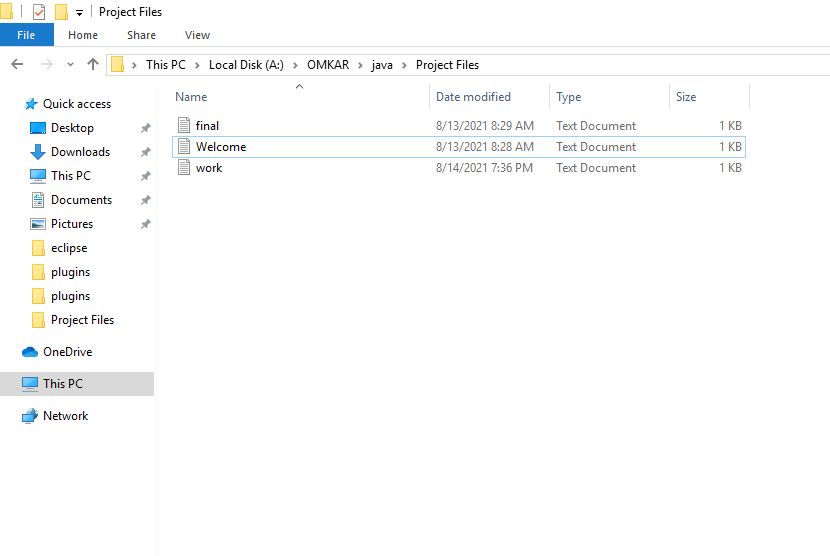 Project Files
File Home Share View
This PC Local Disk (A:) OMKAR java Project Files
Name Date modified Type Size
Quick access
Desktop
Downloads
This PC
Documents
Pictures
eclipse
plugins
plugins
Project Files
OneDrive
This PC
Network
final 8/13/2021 8:29 AM Text Document 1 KB
Welcome 8/13/2021 8:28 AM Text Document 1 KB
work 8/14/2021 7:36 PM Text Document 1 KB